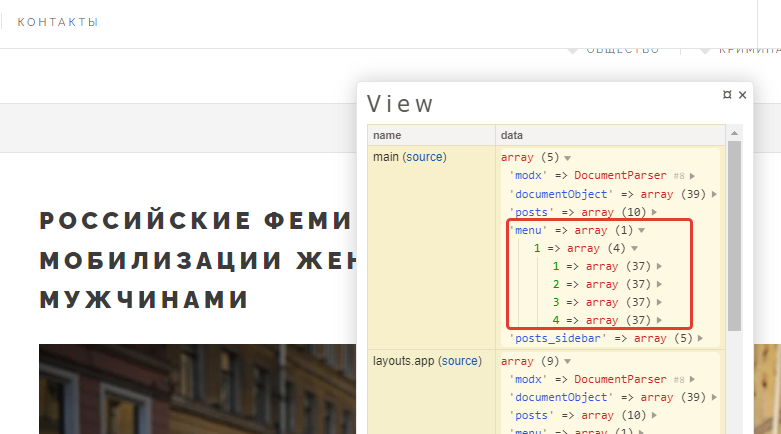 КОНТАКТЫ
ОБЩЕСТВО
View
¤ ×
name data
main (source)
array (5)
'modx' => DocumentParser #8
'documentObject' => array (39)
'posts' => array (10)
'menu' => array (1)
1 => array (4)
1 => array (37)
2 => array (37)
3 => array (37)
4 => array (37)
'posts_sidebar' => array (5)
layouts.app (source)
array (9)
'modx' => DocumentParser #8
'documentObject' => array (39)
'posts' => array (10)
'menu' => array (1)
РОССИЙСКИЕ ФЕМИ
МОБИЛИЗАЦИИ ЖЕН
МУЖЧИНАМИ